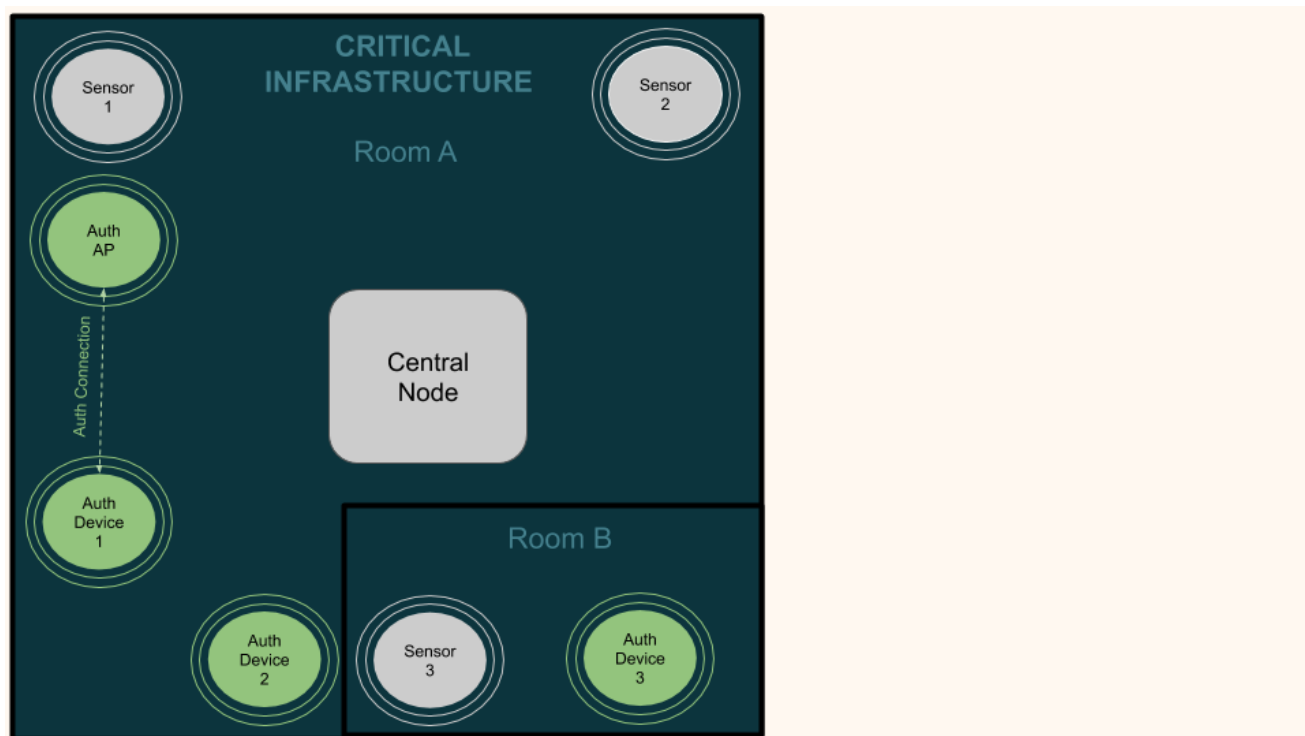 CRITICAL
INFRASTRUCTURE
Sensor
1
Sensor
2
Room A
Auth
AP
Auth Connection
Central
Node
Auth
Device
1
Room B
Auth
Device
2
Sensor
3
Auth
Device
3